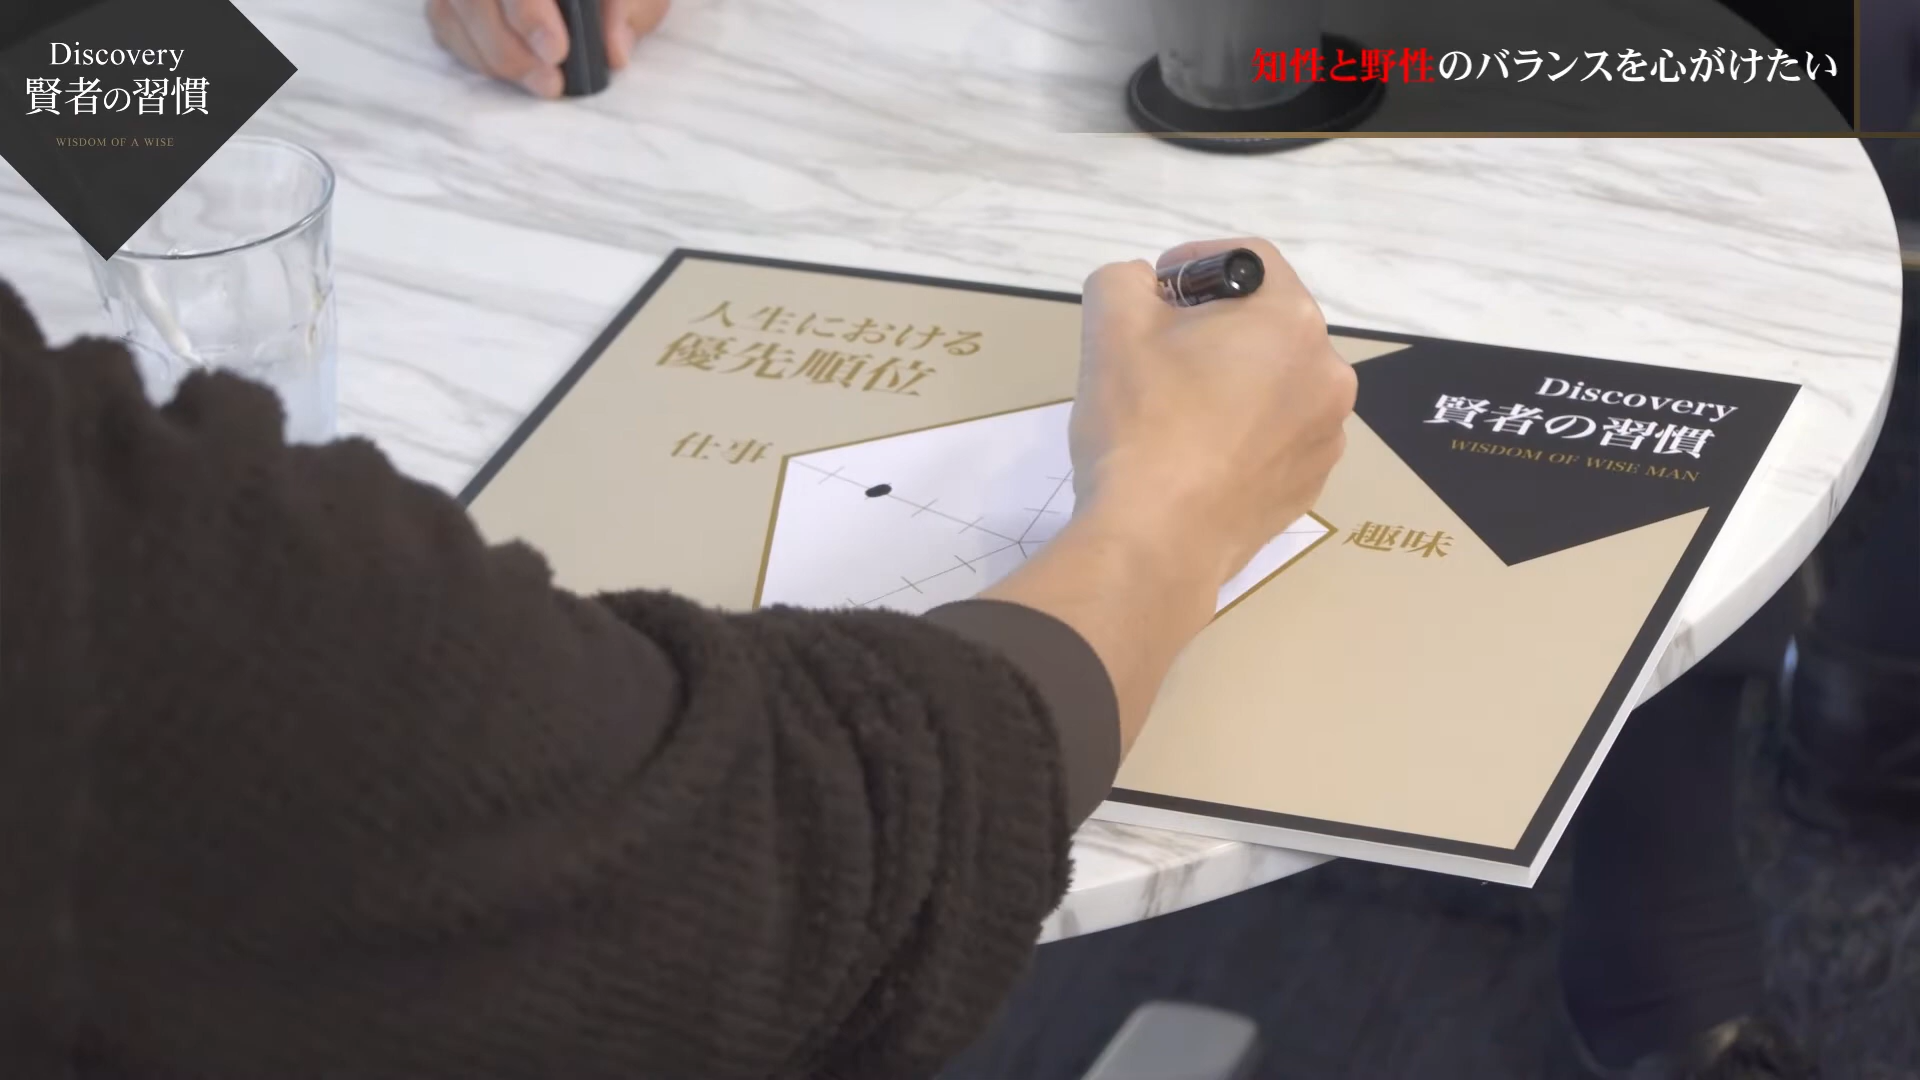 Discovery
賢者の習慣
WISDOM OF A WISE
知性と野性のバランスを心がけたい
人生における
優先順位
仕事
趣味
Discovery
賢者の習慣
WISDOM OF WISE MAN